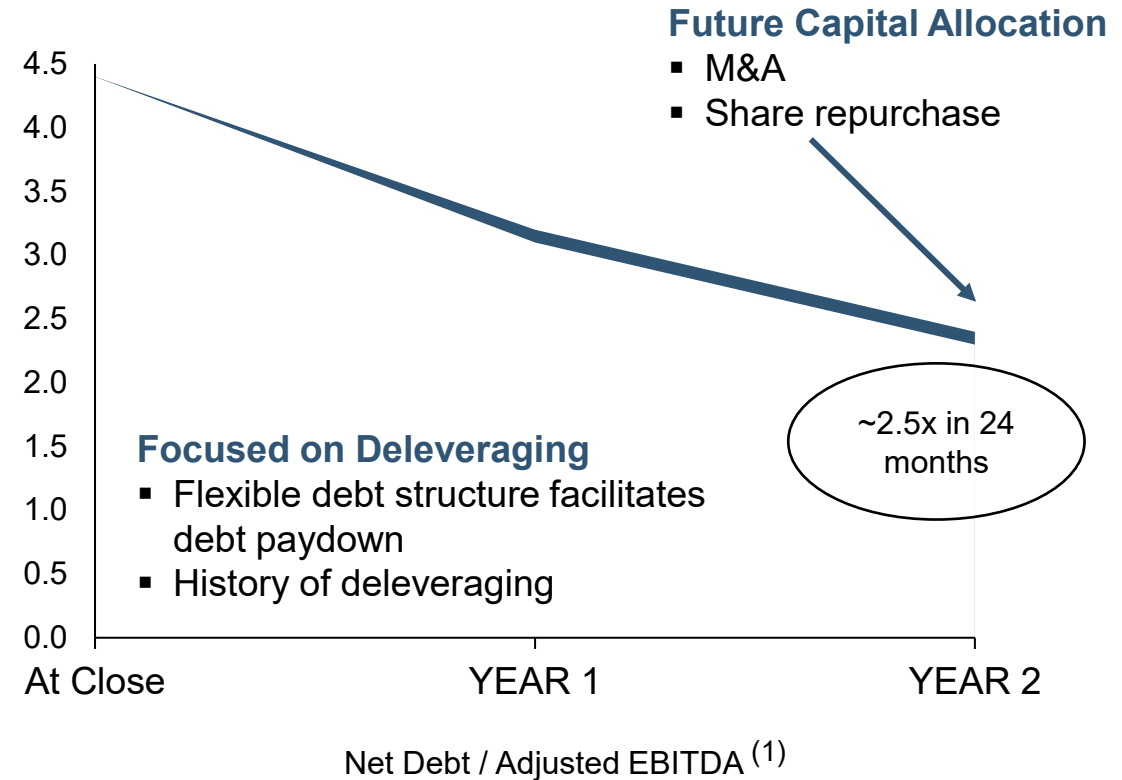 Future Capital Allocation
▪ M&A
▪ Share repurchase
4.5
4.0
3.5
3.0
2.5
2.0
1.5
1.0
0.5
0.0
~2.5x in 24
months
Focused on Deleveraging
▪ Flexible debt structure facilitates
debt paydown
▪ History of deleveraging
At Close
YEAR 1
YEAR 2
Net Debt / Adjusted EBITDA (1)